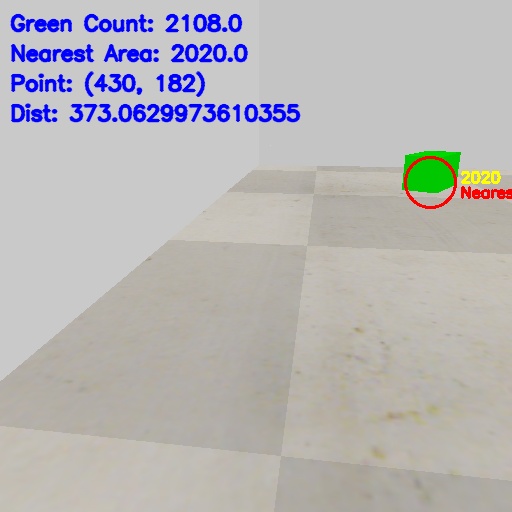 Green Count: 2108.0
Nearest Area: 2020.0
Point: (430, 182)
Dist: 373.0629973610355
2020
Neares